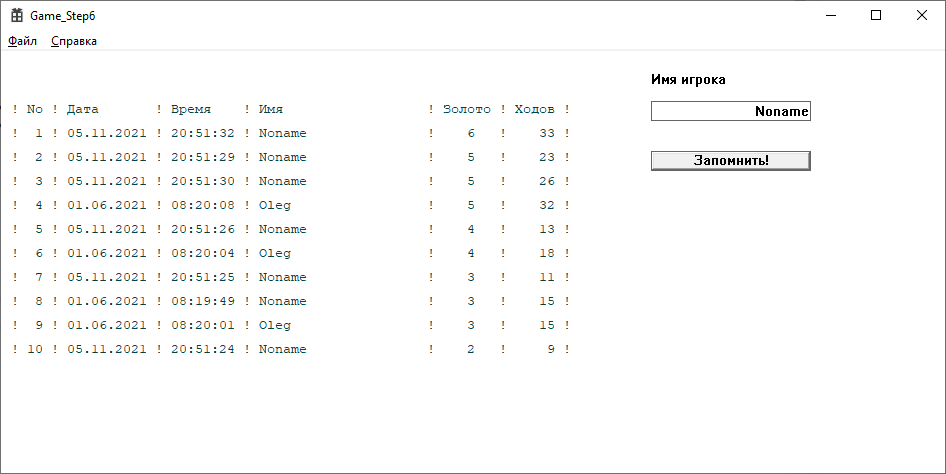 Game_Step6
Файл Справка
Имя игрока
Noname
Запомнить!
! No ! Дата ! Время ! Имя ! Золото ! Ходов !
! 1 ! 05.11.2021 ! 20:51:32 ! Noname ! 6 ! 33 !
! 2 ! 05.11.2021 ! 20:51:29 ! Noname ! 5 ! 23 !
! 3 ! 05.11.2021 ! 20:51:30 ! Noname ! 5 ! 26 !
! 4 ! 01.06.2021 ! 08:20:08 ! Oleg ! 5 ! 32 !
! 5 ! 05.11.2021 ! 20:51:26 ! Noname ! 4 ! 13 !
! 6 ! 01.06.2021 ! 08:20:04 ! Oleg ! 4 ! 18 !
! 7 ! 05.11.2021 ! 20:51:25 ! Noname ! 3 ! 11 !
! 8 ! 01.06.2021 ! 08:19:49 ! Noname ! 3 ! 15 !
! 9 ! 01.06.2021 ! 08:20:01 ! Oleg ! 3 ! 15 !
! 10 ! 05.11.2021 ! 20:51:24 ! Noname ! 2 ! 9 !